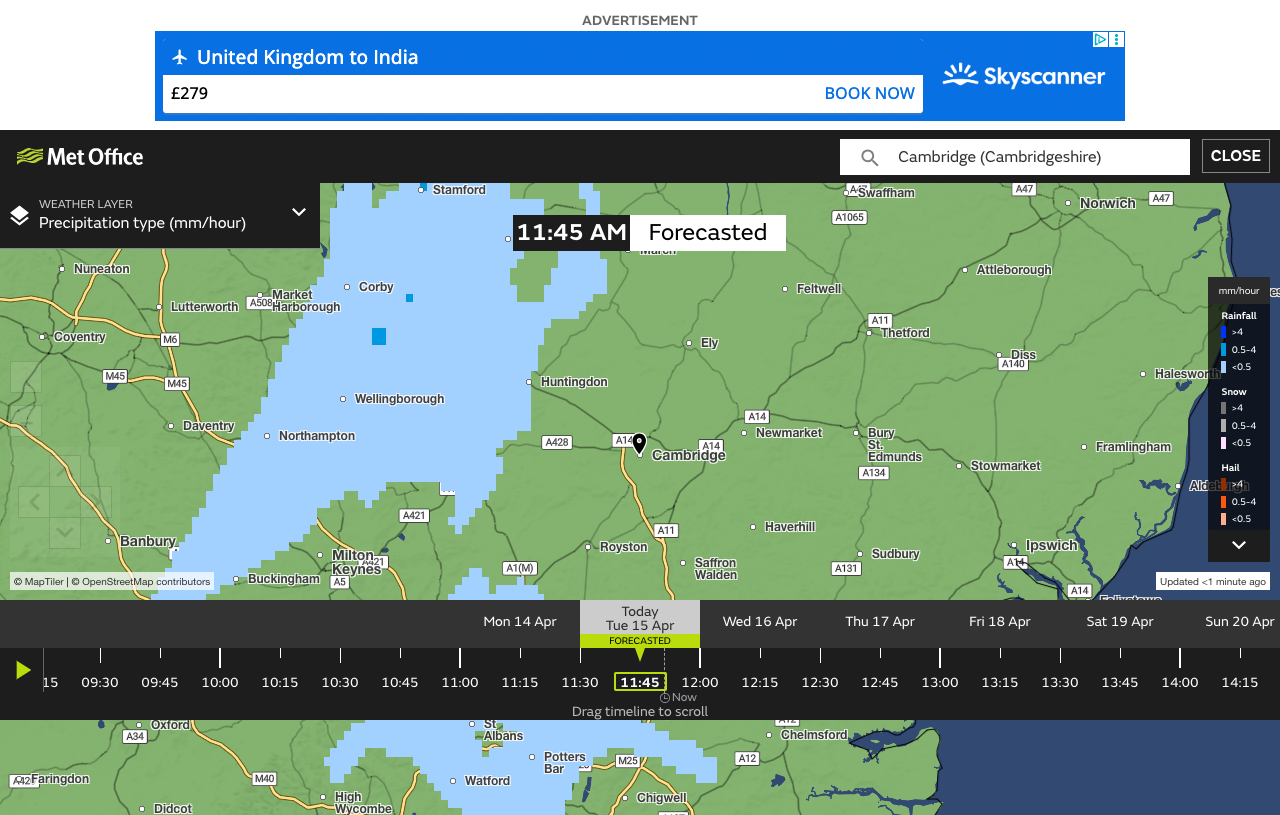 ADVERTISEMENT
United Kingdom to India
£279
BOOK NOW
Skyscanner
Met Office
Cambridge (Cambridgeshire)
CLOSE
WEATHER LAYER
Precipitation type (mm/hour)
11:45 AM Forecasted
Stamford
A47
Swaffham
A47
A47
Norwich
A1065
March
Nuneaton
Attleborough
Corby
Feltwell
Market
Harborough
A508
Lutterworth
A11
Thetford
Coventry
M6
Ely
Diss
A140
M45
M45
Huntingdon
Halesworth
Wellingborough
A14
Daventry
Northampton
A428
A14
A14
Newmarket
Bury
St.
Edmunds
Framlingham
Cambridge
A134
Stowmarket
Aldeburgh
A421
A11
Haverhill
Banbury
Royston
Ipswich
Milton
Keynes
A421
Saffron
Walden
Sudbury
A14
Buckingham
A5
A1(M)
A131
A14
Felixstowe
mm/hour
Rainfall
>4
0.5-4
<0.5
Snow
>4
0.5-4
<0.5
Hail
>4
0.5-4
<0.5
© MapTiler | © OpenStreetMap contributors
Updated <1 minute ago
Mon 14 Apr
Today
Tue 15 Apr
FORECASTED
Wed 16 Apr
Thu 17 Apr
Fri 18 Apr
Sat 19 Apr
Sun 20 Apr
15 09:30 09:45 10:00 10:15 10:30 10:45 11:00 11:15 11:30 11:45 12:00 12:15 12:30 12:45 13:00 13:15 13:30 13:45 14:00 14:15
Now
Drag timeline to scroll
Oxford
A34
St.
Albans
A12
Chelmsford
Potters
Bar
M25
A12
A420
Faringdon
M40
Watford
High
Wycombe
Chigwell
Didcot